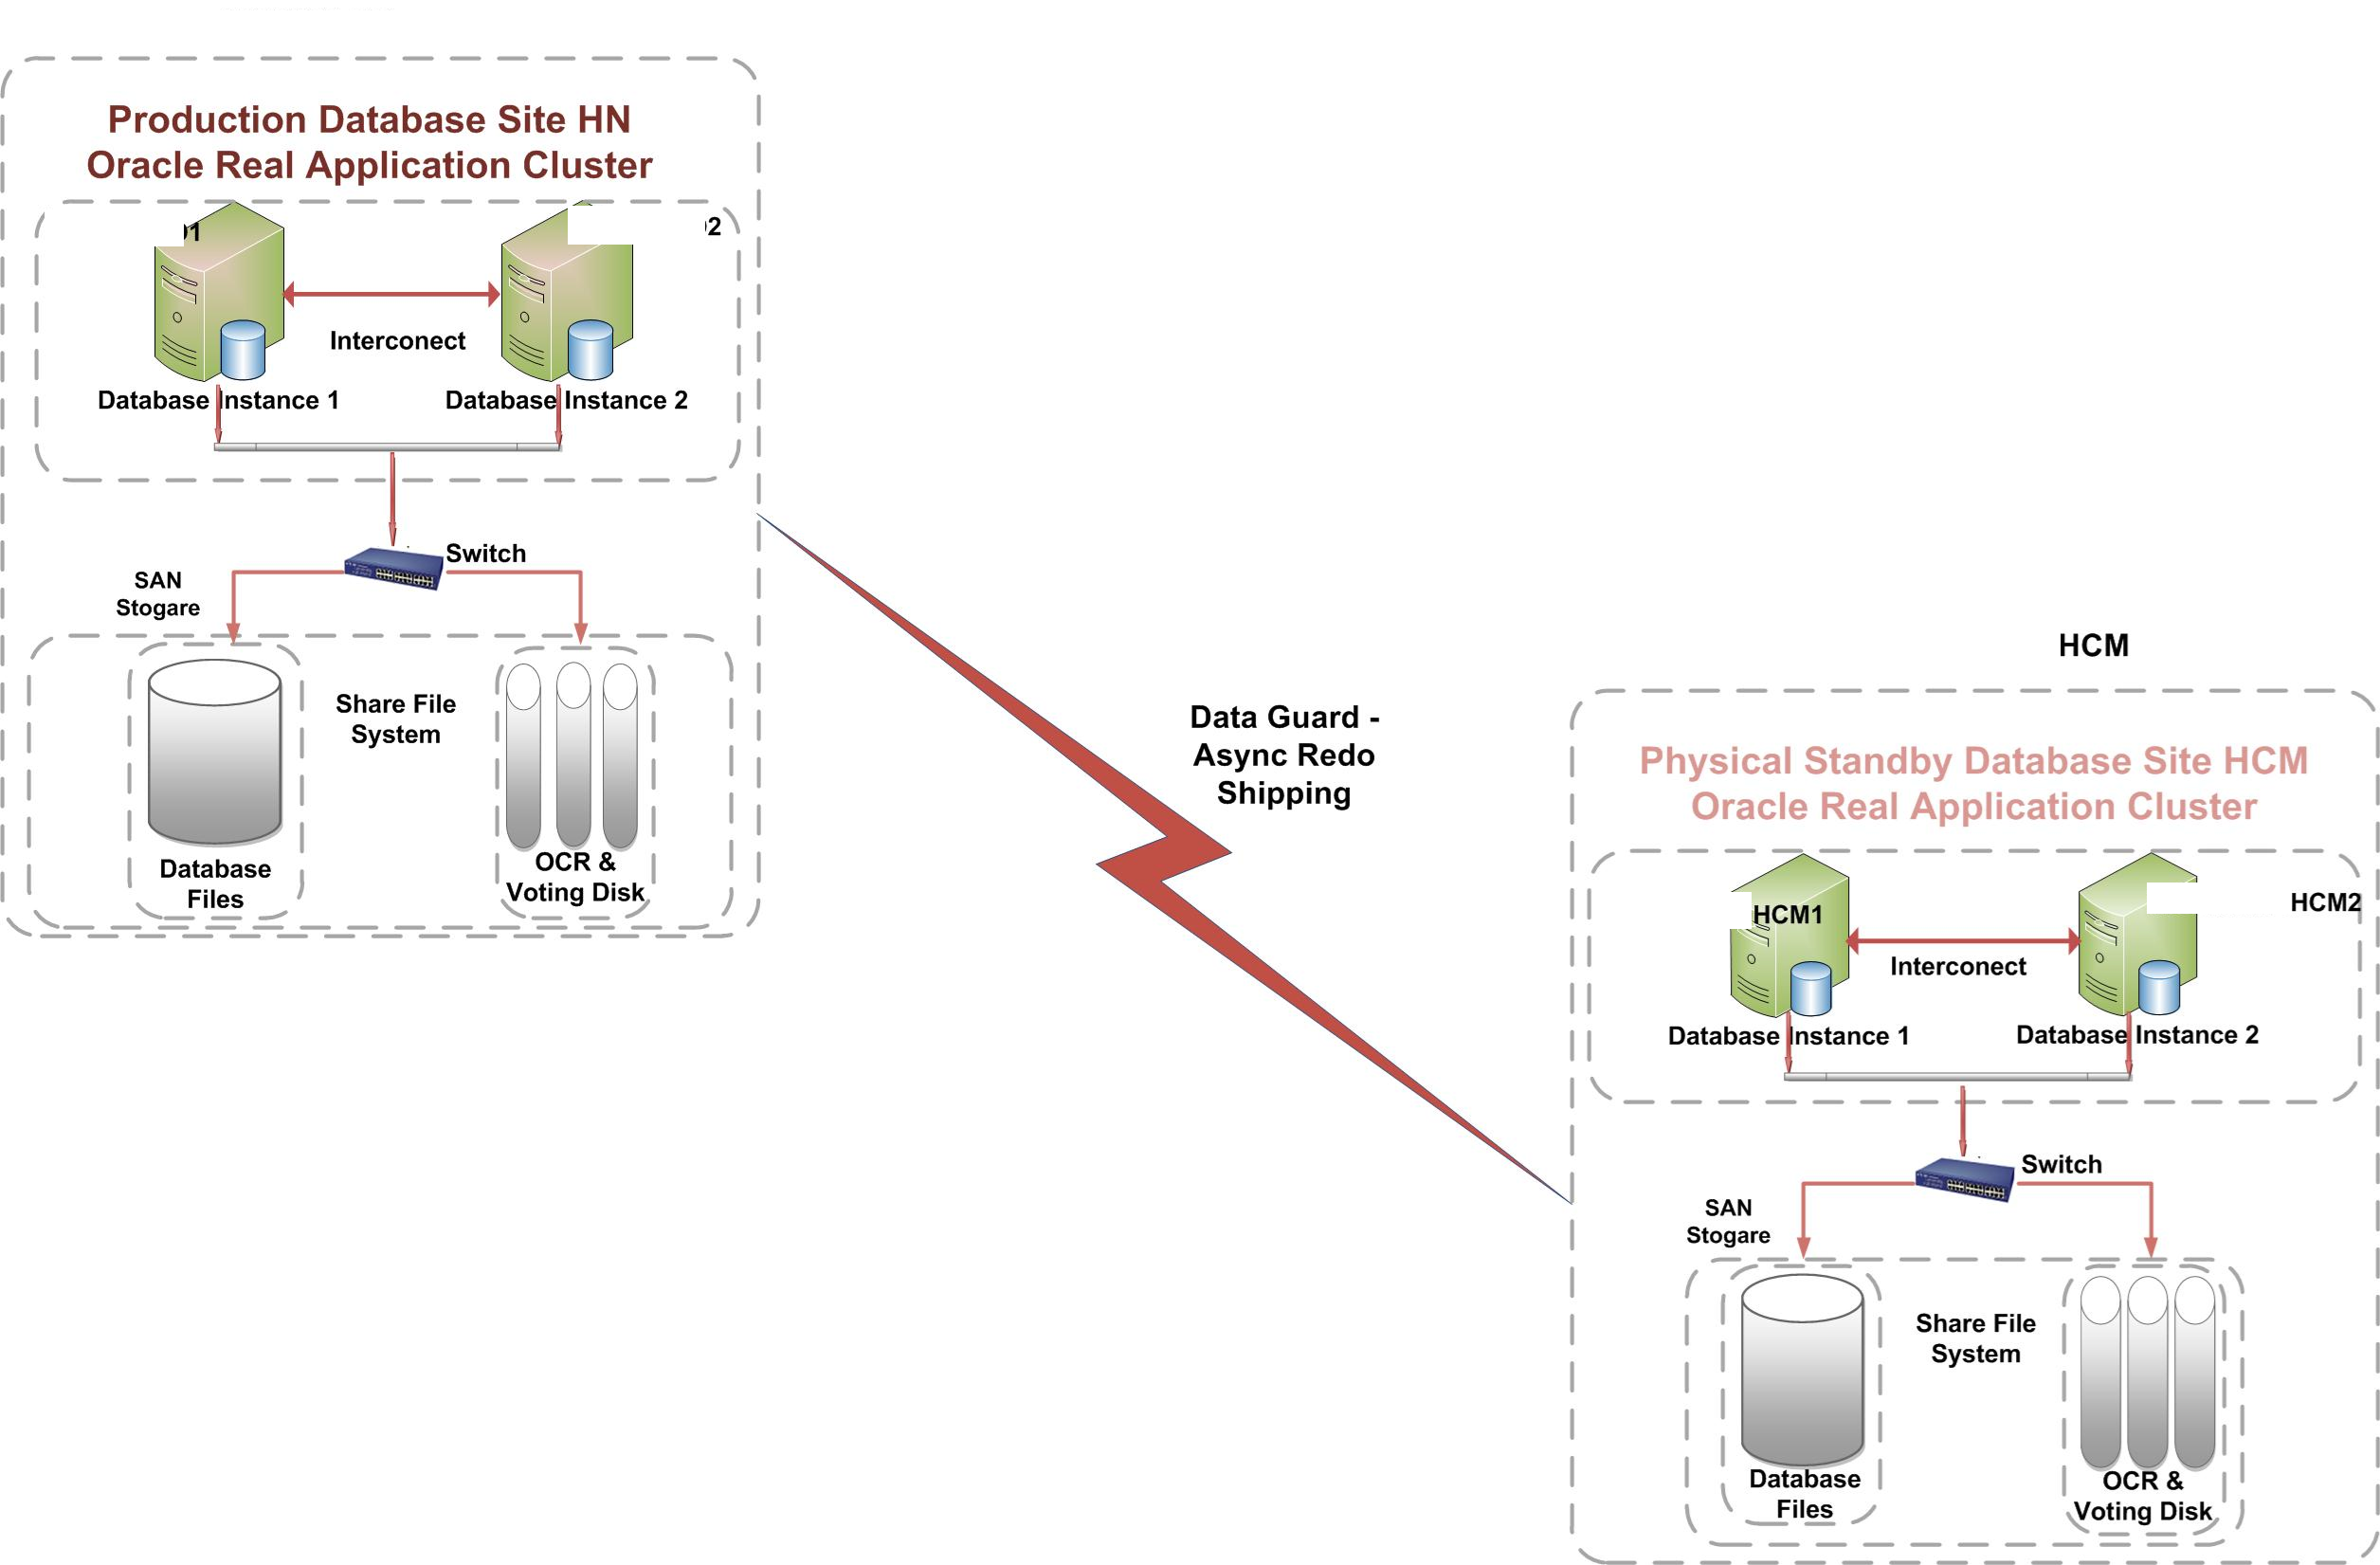 Production Database Site HN
Oracle Real Application Cluster
Interconect
Database Instance 1
Database Instance 2
Switch
SAN
Stogare
Share File
System
Database
Files
OCR &
Voting Disk
Data Guard -
Async Redo
Shipping
HCM
Physical Standby Database Site HCM
Oracle Real Application Cluster
HCM1
HCM2
Interconect
Database Instance 1
Database Instance 2
Switch
SAN
Stogare
Share File
System
Database
Files
OCR &
Voting Disk